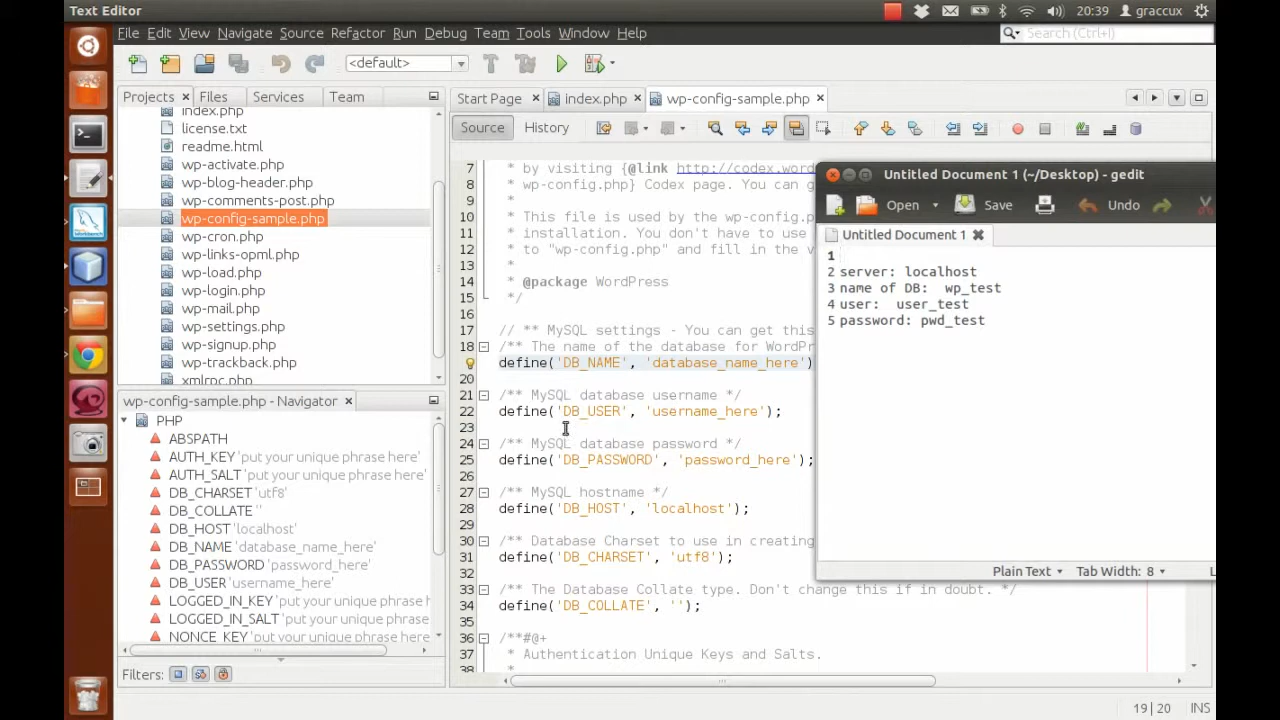 Text Editor
20:39
graccux
File Edit View Navigate Source Refactor Run Debug Team Tools Window Help
Search (Ctrl+I)
<default>
Projects
Files
Services
Team
index.php
license.txt
readme.html
wp-activate.php
wp-blog-header.php
wp-comments-post.php
wp-config-sample.php
wp-cron.php
wp-links-opml.php
wp-load.php
wp-login.php
wp-mail.php
wp-settings.php
wp-signup.php
wp-trackback.php
xmlrpc.php
wp-config-sample.php - Navigator
PHP
ABSPATH
AUTH_KEY 'put your unique phrase here'
AUTH_SALT 'put your unique phrase here'
DB_CHARSET 'utf8'
DB_COLLATE ''
DB_HOST 'localhost'
DB_NAME 'database_name_here'
DB_PASSWORD 'password_here'
DB_USER 'username_here'
LOGGED_IN_KEY 'put your unique phrase
LOGGED_IN_SALT 'put your unique phras
NONCE_KEY 'put your unique phrase here
Filters:
Start Page
index.php
wp-config-sample.php
Source
History
7 * by visiting {@link http://codex.word
8 * wp-config.php} Codex page. You can g
9 *
10 * This file is used by the wp-config.p
11 * installation. You don't have to use
12 * to "wp-config.php" and fill in the v
13 *
14 * @package WordPress
15 */
16
17 // ** MySQL settings - You can get this
18 /** The name of the database for WordPr
define('DB_NAME', 'database_name_here')
20
21 /** MySQL database username */
22 define('DB_USER', 'username_here');
23
24 /** MySQL database password */
25 define('DB_PASSWORD', 'password_here');
26
27 /** MySQL hostname */
28 define('DB_HOST', 'localhost');
29
30 /** Database Charset to use in creating
31 define('DB_CHARSET', 'utf8');
32
33 /** The Database Collate type. Don't change this if in doubt. */
34 define('DB_COLLATE', '');
35
36 /**#@+
37 * Authentication Unique Keys and Salts.
38 *
Untitled Document 1 (~/Desktop) - gedit
Open
Save
Undo
Untitled Document 1
1
2 server: localhost
3 name of DB: wp_test
4 user: user_test
5 password: pwd_test
Plain Text
Tab Width: 8
19|20
INS